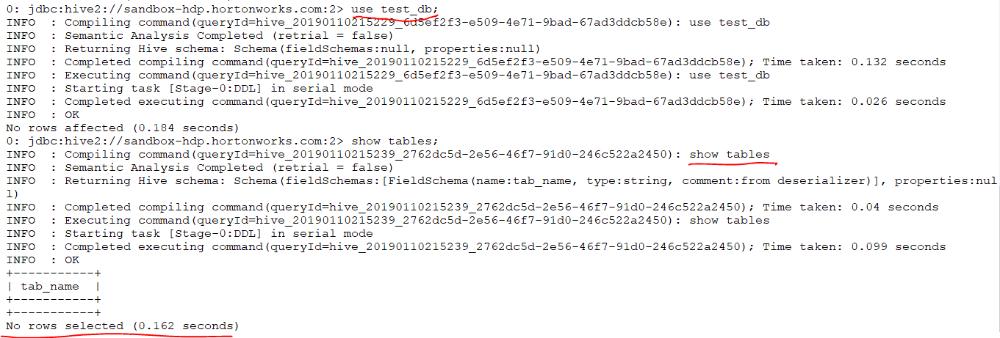 0: jdbc:hive2://sandbox-hdp.hortonworks.com:2> use test_db;
INFO  : Compiling command(queryId=hive_20190110215229_6d5ef2f3-e509-4e71-9bad-67ad3ddcb58e): use test_db
INFO  : Semantic Analysis Completed (retrial = false)
INFO  : Returning Hive schema: Schema(fieldSchemas:null, properties:null)
INFO  : Completed compiling command(queryId=hive_20190110215229_6d5ef2f3-e509-4e71-9bad-67ad3ddcb58e); Time taken: 0.132 seconds
INFO  : Executing command(queryId=hive_20190110215229_6d5ef2f3-e509-4e71-9bad-67ad3ddcb58e): use test_db
INFO  : Starting task [Stage-0:DDL] in serial mode
INFO  : Completed executing command(queryId=hive_20190110215229_6d5ef2f3-e509-4e71-9bad-67ad3ddcb58e); Time taken: 0.026 seconds
INFO  : OK
No rows affected (0.184 seconds)
0: jdbc:hive2://sandbox-hdp.hortonworks.com:2> show tables;
INFO  : Compiling command(queryId=hive_20190110215239_2762dc5d-2e56-46f7-91d0-246c522a2450): show tables
INFO  : Semantic Analysis Completed (retrial = false)
INFO  : Returning Hive schema: Schema(fieldSchemas:[FieldSchema(name:tab_name, type:string, comment:from deserializer)], properties:nul
l)
INFO  : Completed compiling command(queryId=hive_20190110215239_2762dc5d-2e56-46f7-91d0-246c522a2450); Time taken: 0.04 seconds
INFO  : Executing command(queryId=hive_20190110215239_2762dc5d-2e56-46f7-91d0-246c522a2450): show tables
INFO  : Starting task [Stage-0:DDL] in serial mode
INFO  : Completed executing command(queryId=hive_20190110215239_2762dc5d-2e56-46f7-91d0-246c522a2450); Time taken: 0.099 seconds
INFO  : OK
+-----------+
| tab_name  |
+-----------+
+-----------+
No rows selected (0.162 seconds)